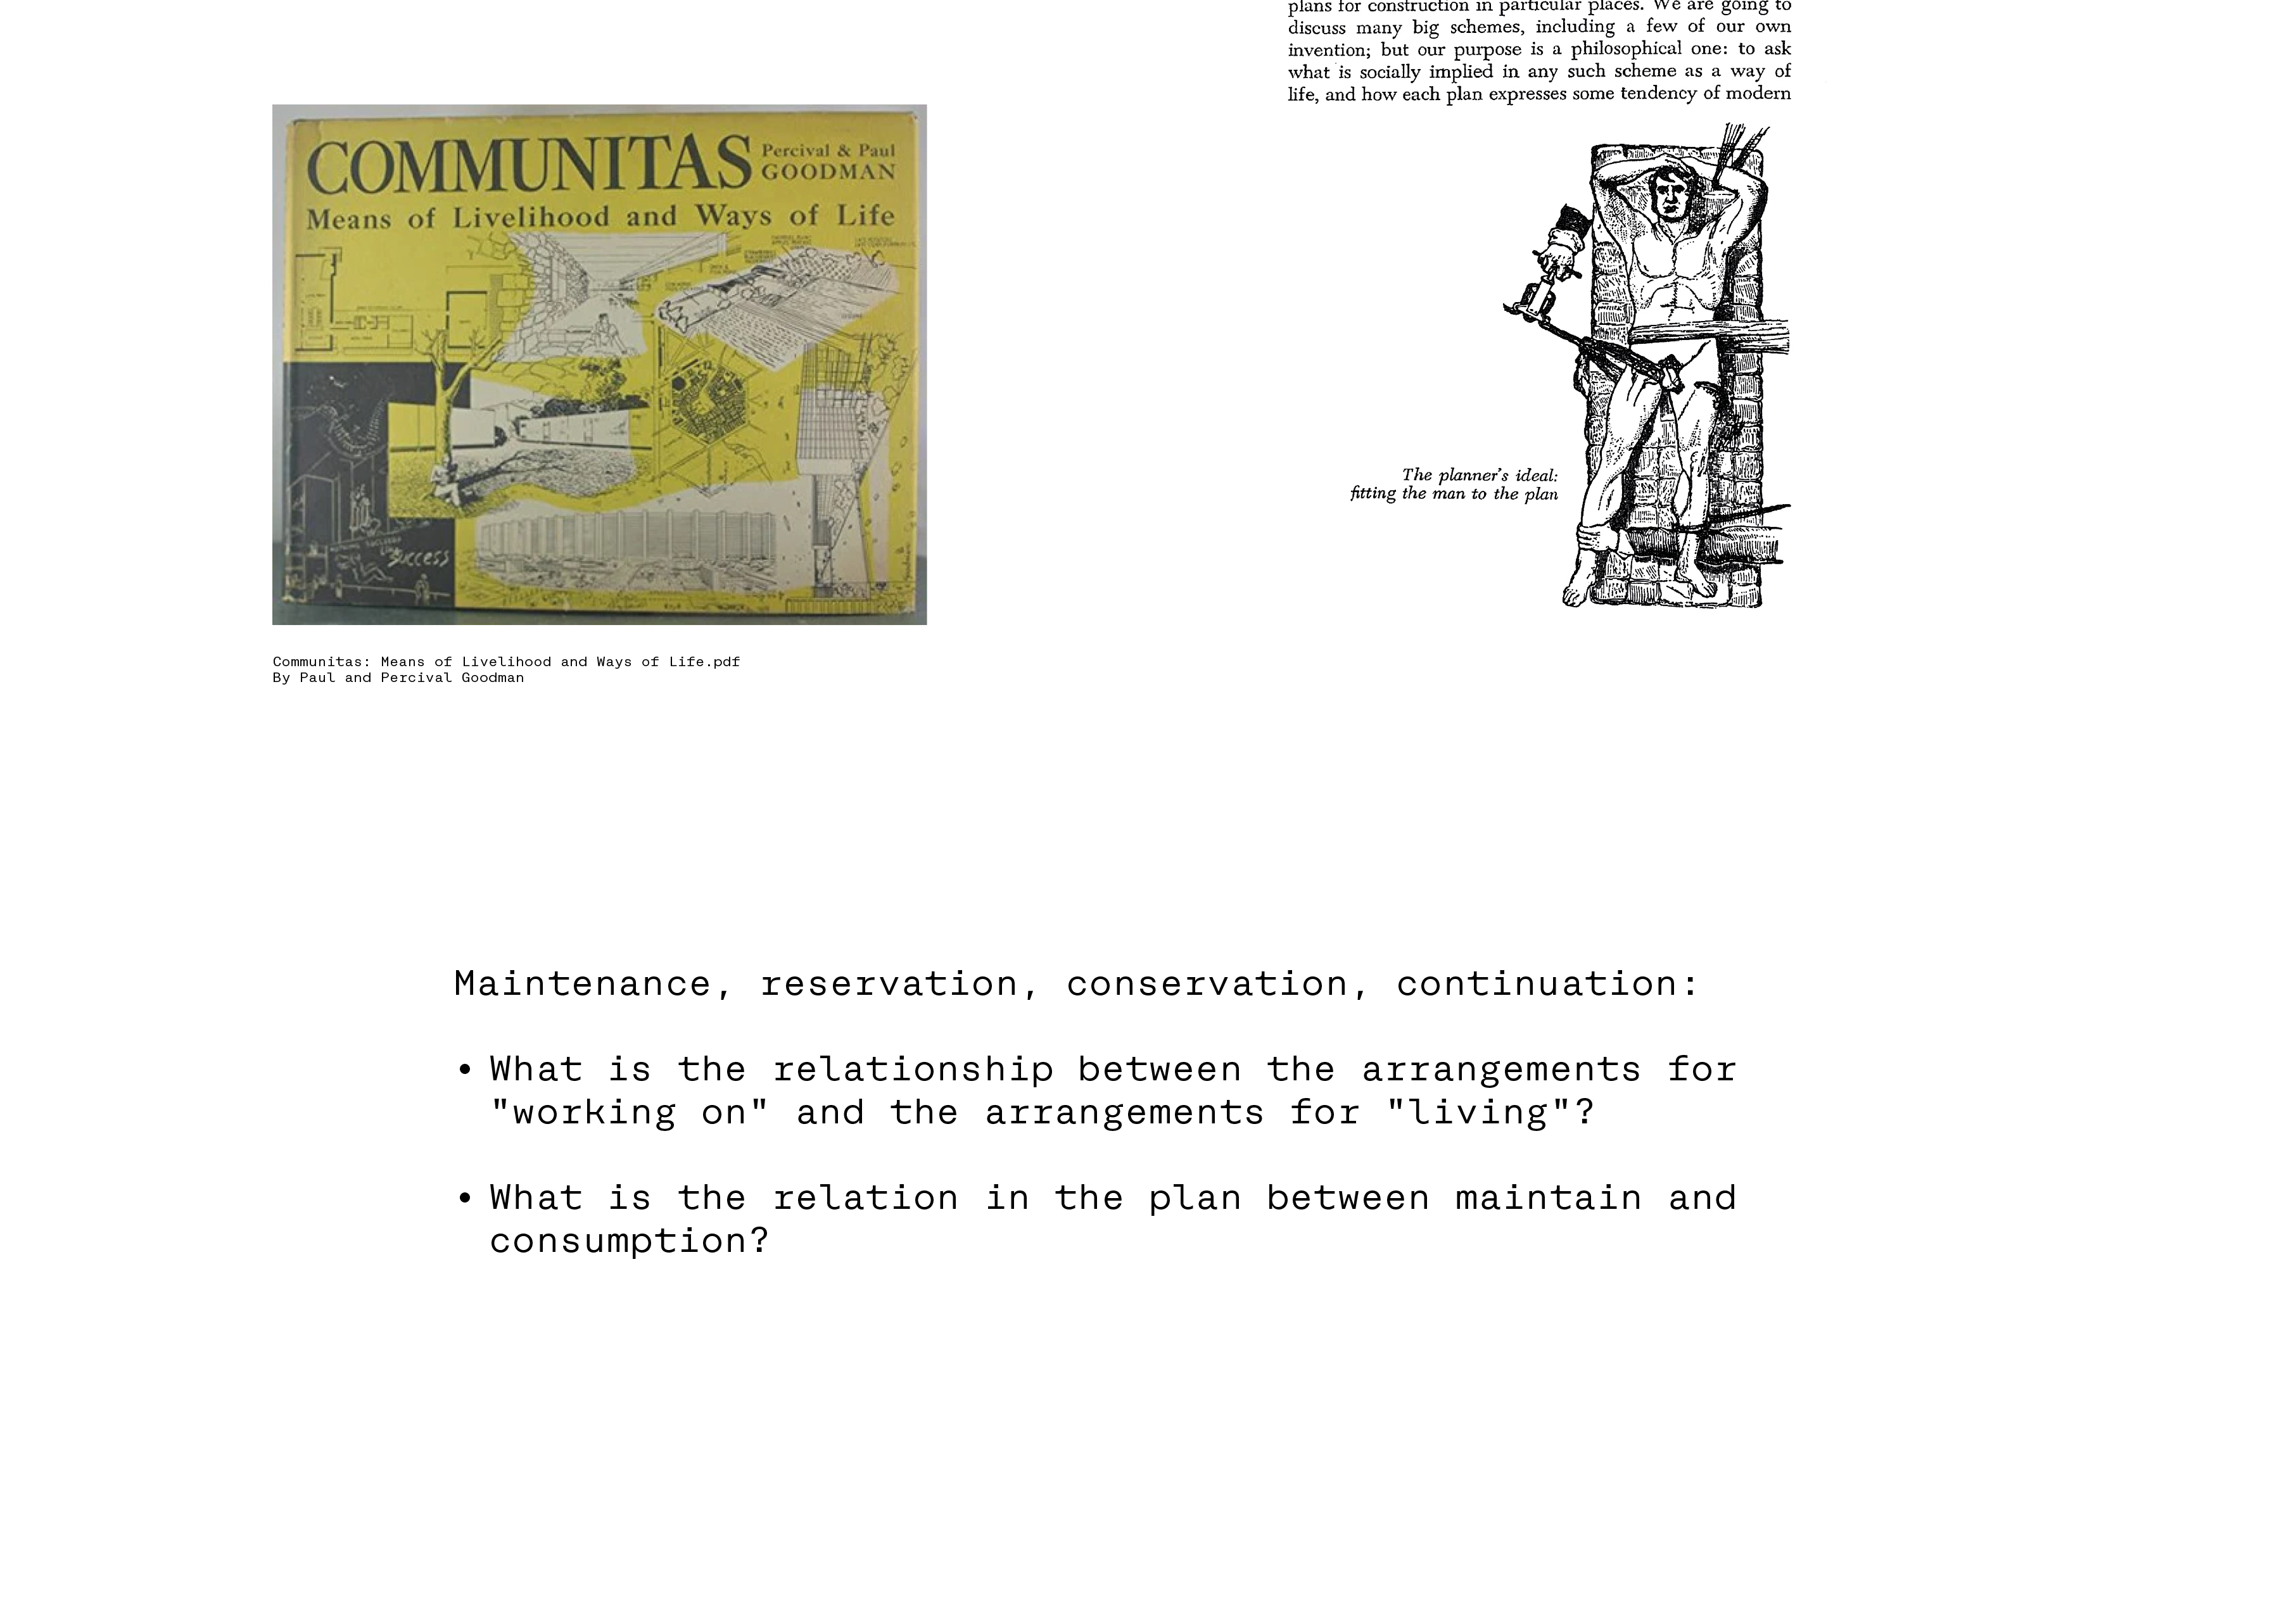 plans for construction in particular places. We are going to
discuss many big schemes, including a few of our own
invention; but our purpose is a philosophical one: to ask
what is socially implied in any such scheme as a way of
life, and how each plan expresses some tendency of modern
COMMUNITAS
Percival & Paul
GOODMAN
Means of Livelihood and Ways of Life
SUCCESS
The planner's ideal:
fitting the man to the plan
Communitas: Means of Livelihood and Ways of Life.pdf
By Paul and Percival Goodman
Maintenance, reservation, conservation, continuation:
• What is the relationship between the arrangements for
"working on" and the arrangements for "living"?
• What is the relation in the plan between maintain and
consumption?